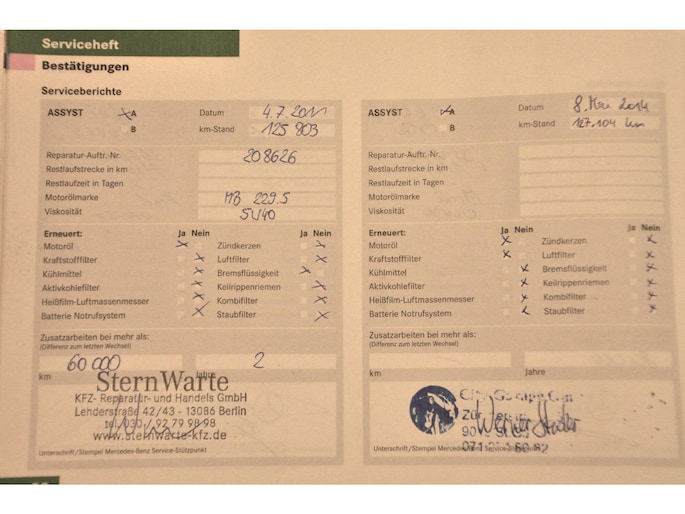 Serviceheft
Bestätigungen
Serviceberichte
ASSYST A Datum 4.7.2011
B km-Stand 125 903
Reparatur-Auftr.-Nr. 208626
Restlaufstrecke in km
Restlaufzeit in Tagen
Motorölmarke MB 229.5
Viskosität 5W40
Erneuert: Ja Nein Ja Nein
Motoröl Zündkerzen
Kraftstofffilter Luftfilter
Kühlmittel Bremsflüssigkeit
Aktivkohlefilter Keilrippenriemen
Heißfilm-Luftmassenmesser Kombifilter
Batterie Notrufsystem Staubfilter
Zusatzarbeiten bei mehr als:
(Differenz zum letzten Wechsel)
60 000 2
km Jahre
SternWarte
KFZ- Reparatur- und Handels GmbH
Lehderstraße 42/43 - 13086 Berlin
tel 030 / 92 79 98 98
www.sternwarte-kfz.de
Unterschrift/Stempel Mercedes-Benz Service-Stützpunkt
ASSYST A Datum 8. 2014
B km-Stand 127.104 km
Reparatur-Auftr.-Nr.
Restlaufstrecke in km
Restlaufzeit in Tagen
Motorölmarke
Viskosität
Erneuert: Ja Nein Ja Nein
Motoröl Zündkerzen
Kraftstofffilter Luftfilter
Kühlmittel Bremsflüssigkeit
Aktivkohlefilter Keilrippenriemen
Heißfilm-Luftmassenmesser Kombifilter
Batterie Notrufsystem Staubfilter
Zusatzarbeiten bei mehr als:
(Differenz zum letzten Wechsel)
km Jahre
Unterschrift/Stempel Mercedes-Benz